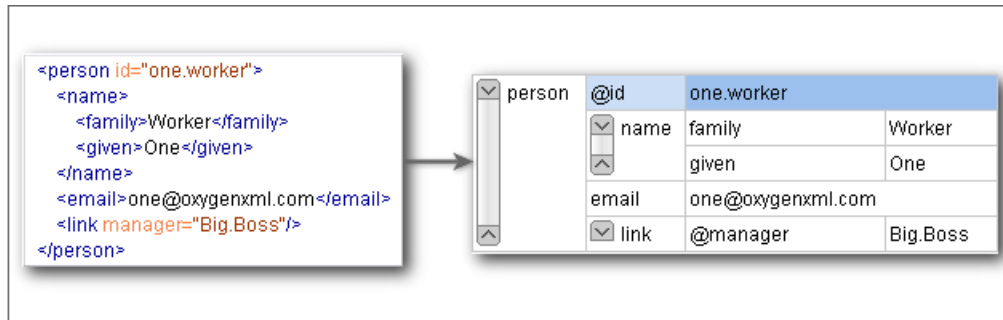 <person id="one.worker">
<name>
<family>Worker</family>
<given>One</given>
</name>
<email>one@oxygenxml.com</email>
<link manager="Big.Boss"/>
</person>
person @id one.worker
name family Worker
given One
email one@oxygenxml.com
link @manager Big.Boss